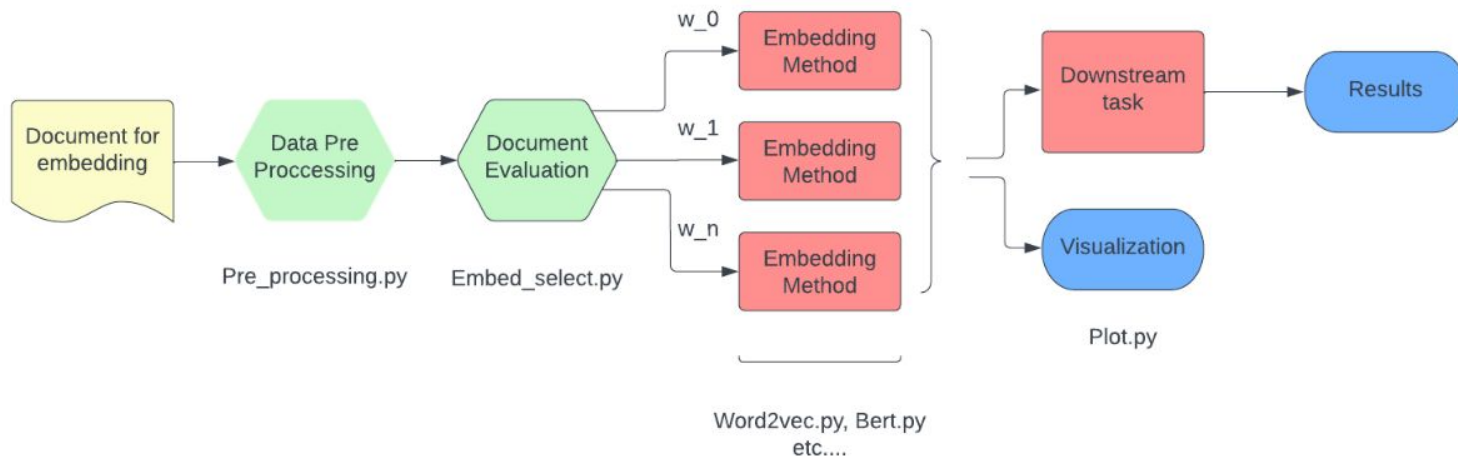 Document for
embedding
Data Pre
Proccessing
Pre_processing.py
Document
Evaluation
Embed_select.py
w_0
w_1
w_n
Embedding
Method
Embedding
Method
Embedding
Method
Word2vec.py, Bert.py
etc....
Downstream
task
Results
Visualization
Plot.py